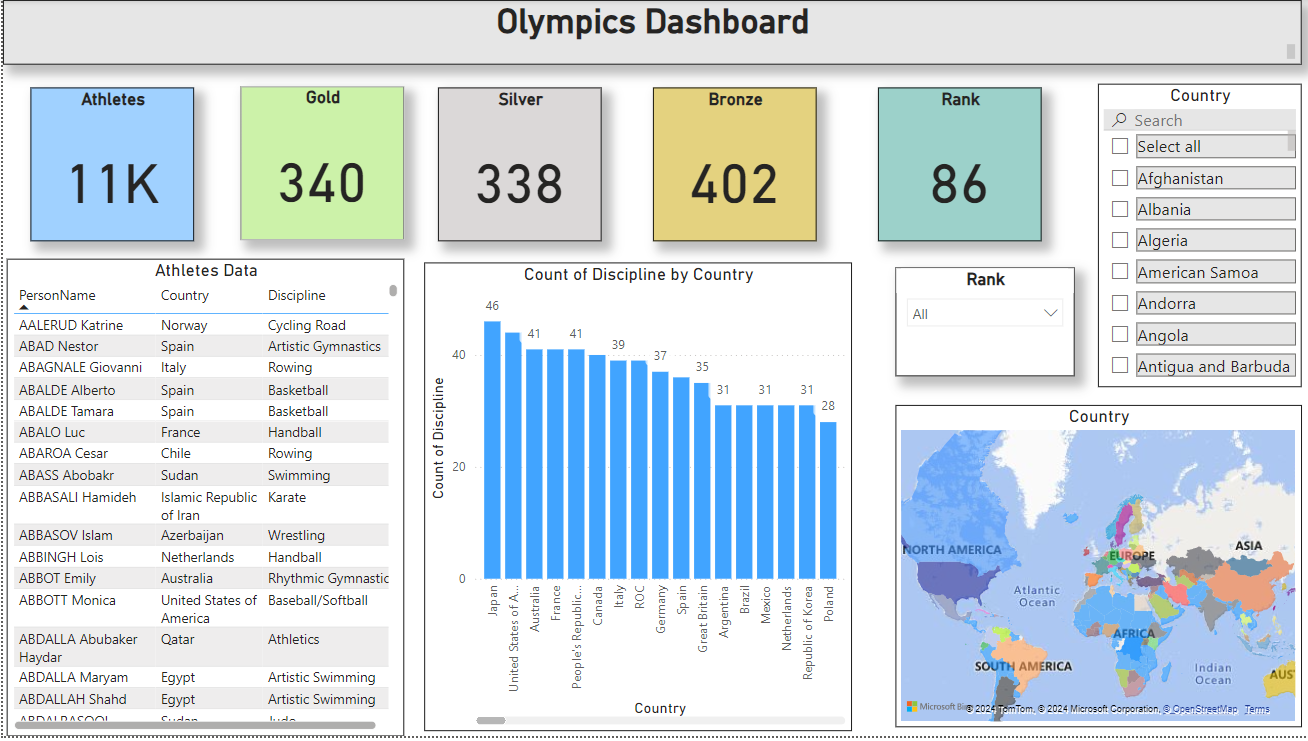 Olympics Dashboard
Athletes
11K
Gold
340
Silver
338
Bronze
402
Rank
86
Country
Search
Select all
Afghanistan
Albania
Algeria
American Samoa
Andorra
Angola
Antigua and Barbuda
Athletes Data
PersonName Country Discipline
AALERUD Katrine Norway Cycling Road
ABAD Nestor Spain Artistic Gymnastics
ABAGNALE Giovanni Italy Rowing
ABALDE Alberto Spain Basketball
ABALDE Tamara Spain Basketball
ABALO Luc France Handball
ABAROA Cesar Chile Rowing
ABASS Abobakr Sudan Swimming
ABBASALI Hamideh Islamic Republic Karate
of Iran
ABBASOV Islam Azerbaijan Wrestling
ABBINGH Lois Netherlands Handball
ABBOT Emily Australia Rhythmic Gymnastic
ABBOTT Monica United States of Baseball/Softball
America
ABDALLA Abubaker Qatar Athletics
Haydar
ABDALLA Maryam Egypt Artistic Swimming
ABDALLAH Shahd Egypt Artistic Swimming
ABDALRASOOL Sudan Judo
Count of Discipline by Country
Count of Discipline
40
20
0
46
41
41
39
37
35
31
31
31
28
Japan
United States of A...
Australia
France
People's Republic...
Canada
Italy
ROC
Germany
Spain
Great Britain
Argentina
Brazil
Mexico
Netherlands
Republic of Korea
Poland
Country
Rank
All
Country
NORTH AMERICA
EUROPE
ASIA
Atlantic
Ocean
AFRICA
SOUTH AMERICA
Indian
Ocean
AUS
Microsoft Bi
© 2024 TomTom, © 2024 Microsoft Corporation, © OpenStreetMap Terms